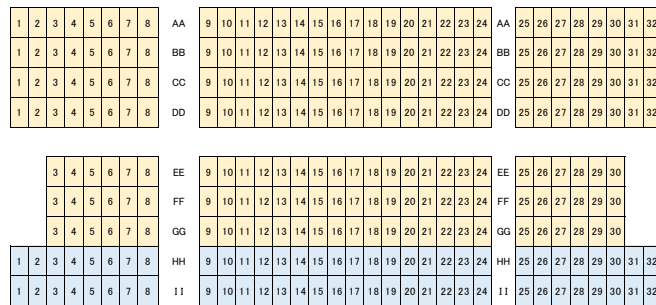 1 2 3 4 5 6 7 8 AA 9 10 11 12 13 14 15 16 17 18 19 20 21 22 23 24 AA 25 26 27 28 29 30 31 32
1 2 3 4 5 6 7 8 BB 9 10 11 12 13 14 15 16 17 18 19 20 21 22 23 24 BB 25 26 27 28 29 30 31 32
1 2 3 4 5 6 7 8 CC 9 10 11 12 13 14 15 16 17 18 19 20 21 22 23 24 CC 25 26 27 28 29 30 31 32
1 2 3 4 5 6 7 8 DD 9 10 11 12 13 14 15 16 17 18 19 20 21 22 23 24 DD 25 26 27 28 29 30 31 32
3 4 5 6 7 8 EE 9 10 11 12 13 14 15 16 17 18 19 20 21 22 23 24 EE 25 26 27 28 29 30
3 4 5 6 7 8 FF 9 10 11 12 13 14 15 16 17 18 19 20 21 22 23 24 FF 25 26 27 28 29 30
3 4 5 6 7 8 GG 9 10 11 12 13 14 15 16 17 18 19 20 21 22 23 24 GG 25 26 27 28 29 30
1 2 3 4 5 6 7 8 HH 9 10 11 12 13 14 15 16 17 18 19 20 21 22 23 24 HH 25 26 27 28 29 30 31 32
1 2 3 4 5 6 7 8 II 9 10 11 12 13 14 15 16 17 18 19 20 21 22 23 24 II 25 26 27 28 29 30 31 32